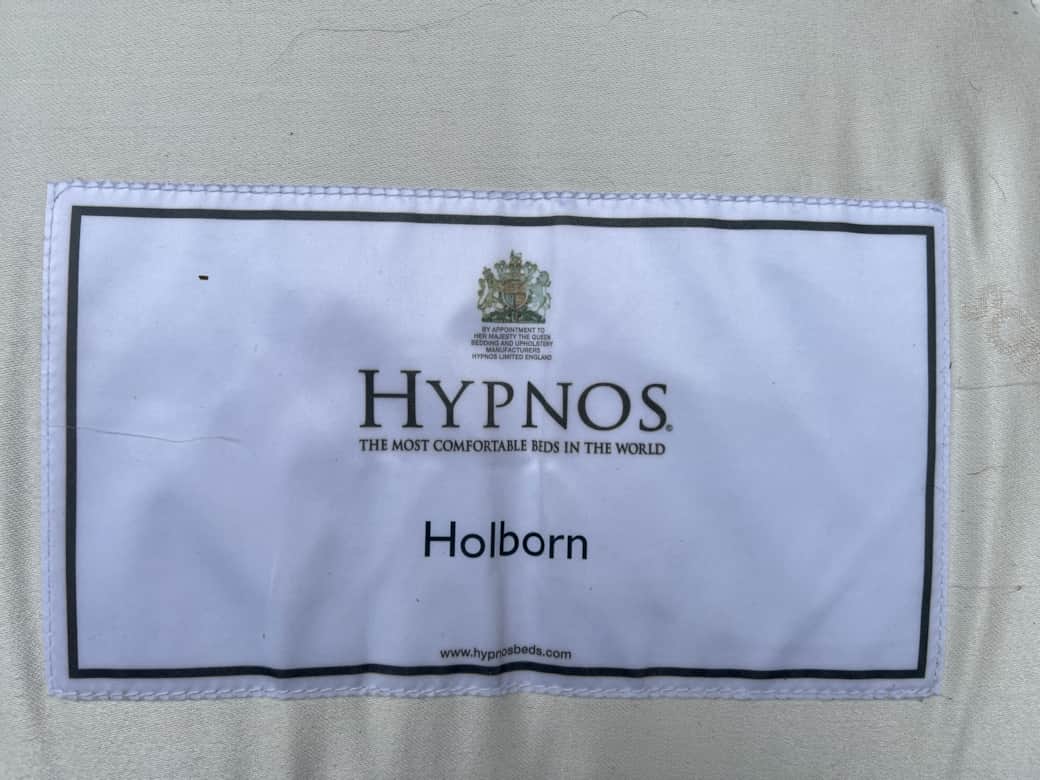 BY APPOINTMENT TO
HER MAJESTY THE QUEEN
BEDDING AND UPHOLSTERY
MANUFACTURERS
HYPNOS LIMITED ENGLAND
HYPNOS®
THE MOST COMFORTABLE BEDS IN THE WORLD
Holborn
www.hypnosbeds.com